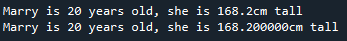 Marry is 20 years old, she is 168.2cm tall
Marry is 20 years old, she is 168.200000cm tall